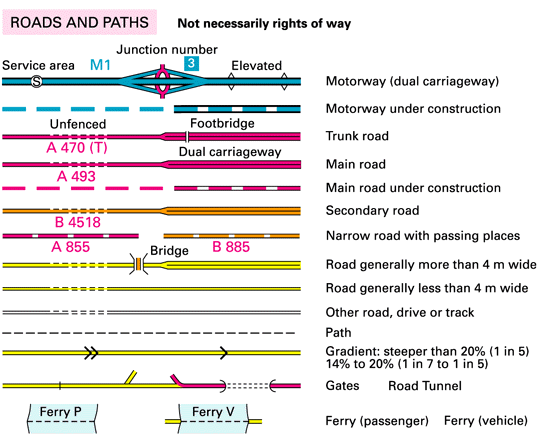 ROADS AND PATHS Not necessarily rights of way
Junction number
Service area M1 3 Elevated
S
Motorway (dual carriageway)
Motorway under construction
Unfenced Footbridge
Trunk road
A 470 (T) Dual carriageway
Main road
A 493
Main road under construction
Secondary road
B 4518
Narrow road with passing places
A 855 Bridge B 885
Road generally more than 4 m wide
Road generally less than 4 m wide
Other road, drive or track
Path
Gradient: steeper than 20% (1 in 5)
14% to 20% (1 in 7 to 1 in 5)
Gates Road Tunnel
Ferry P Ferry V
Ferry (passenger) Ferry (vehicle)